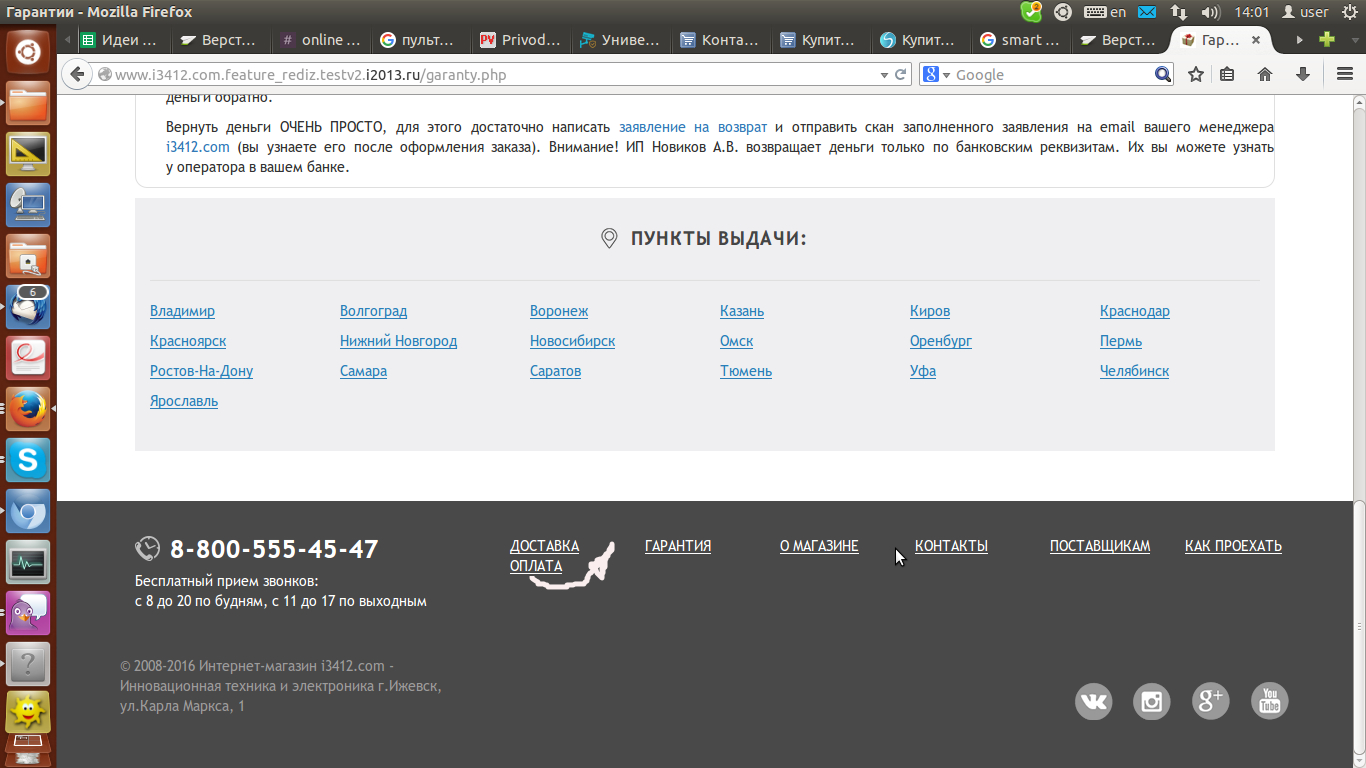 Гарантии - Mozilla Firefox
en
14:01
user
Идеи ...
Верст...
online ...
пульт...
Privod...
Униве...
Конта...
Купит...
Купит...
smart ...
Верст...
Гар...
www.i3412.com.feature_rediz.testv2.i2013.ru/garanty.php
Google
деньги обратно.
Вернуть деньги ОЧЕНЬ ПРОСТО, для этого достаточно написать заявление на возврат и отправить скан заполненного заявления на email вашего менеджера
i3412.com (вы узнаете его после оформления заказа). Внимание! ИП Новиков А.В. возвращает деньги только по банковским реквизитам. Их вы можете узнать
у оператора в вашем банке.
6
ПУНКТЫ ВЫДАЧИ:
Владимир Волгоград Воронеж Казань Киров Краснодар
Красноярск Нижний Новгород Новосибирск Омск Оренбург Пермь
Ростов-На-Дону Самара Саратов Тюмень Уфа Челябинск
Ярославль
8-800-555-45-47
Бесплатный прием звонков:
с 8 до 20 по будням, с 11 до 17 по выходным
ДОСТАВКА
ОПЛАТА
ГАРАНТИЯ
О МАГАЗИНЕ
КОНТАКТЫ
ПОСТАВЩИКАМ
КАК ПРОЕХАТЬ
© 2008-2016 Интернет-магазин i3412.com -
Инновационная техника и электроника г.Ижевск,
ул.Карла Маркса, 1
You
Tube